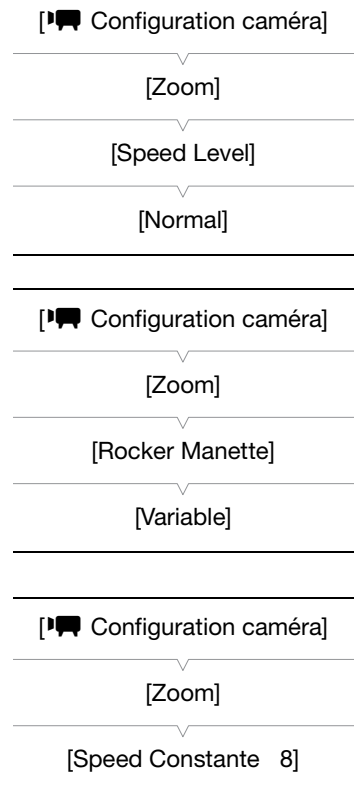 [ Configuration caméra]
[Zoom]
[Speed Level]
[Normal]
[ Configuration caméra]
[Zoom]
[Rocker Manette]
[Variable]
[ Configuration caméra]
[Zoom]
[Speed Constante 8]